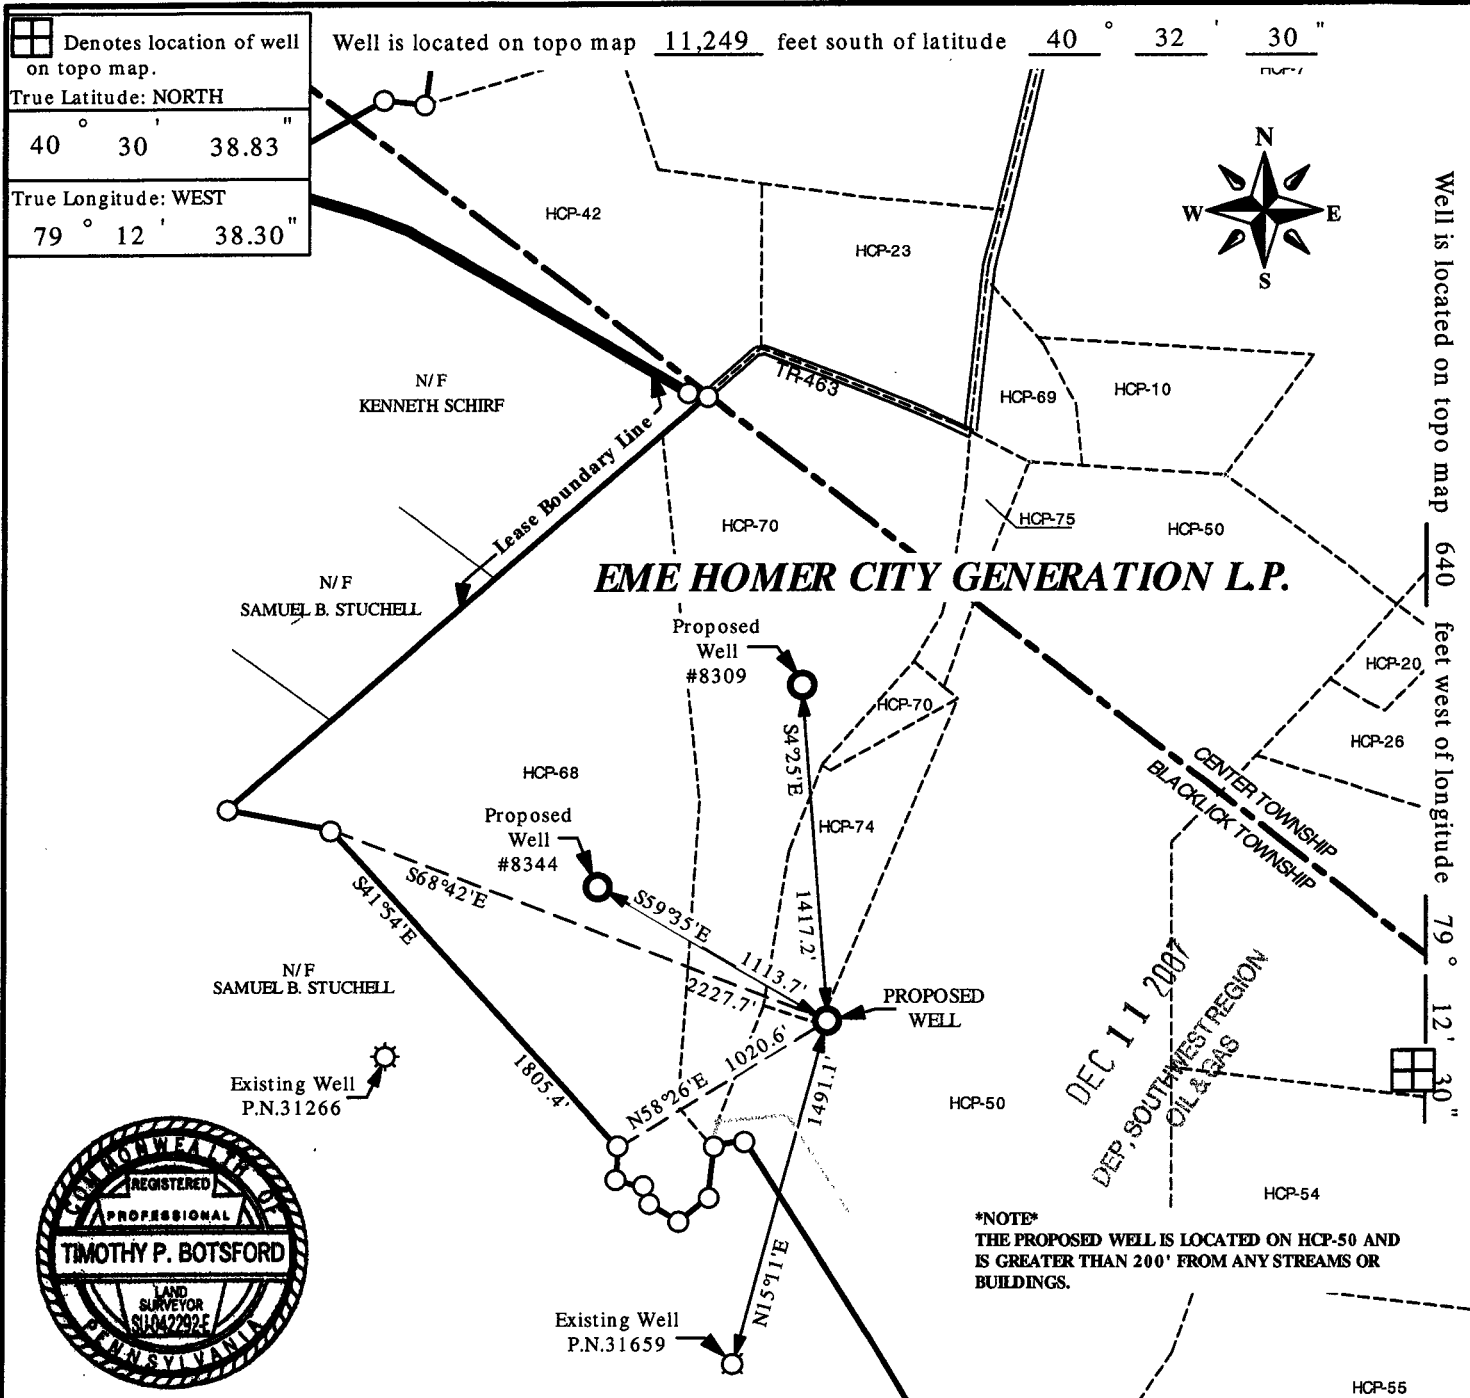 Denotes location of well
on topo map.
True Latitude: NORTH
40 ° 30 ' 38.83 "
True Longitude: WEST
79 ° 12 ' 38.30 "
Well is located on topo map 11,249 feet south of latitude 40 ° 32 ' 30 "
HCP-7
N
W E
S
Well is located on topo map 640 feet west of longitude 79 ° 12 ' 30 "
HCP-42
HCP-23
TR-463
HCP-69
HCP-10
N/F
KENNETH SCHIRF
Lease Boundary Line
HCP-70
HCP-75
HCP-50
EME HOMER CITY GENERATION L.P.
N/F
SAMUEL B. STUCHELL
Proposed
Well
#8309
HCP-20
HCP-70
HCP-26
S4°25'E
1417.2'
HCP-68
CENTER TOWNSHIP
BLACKLICK TOWNSHIP
Proposed
Well
#8344
HCP-74
S68°42'E
2227.7'
S59°35'E
1113.7'
S41°54'E
1805.4'
N/F
SAMUEL B. STUCHELL
PROPOSED
WELL
DEC 11 2007
DEP, SOUTHWEST REGION
OIL & GAS
Existing Well
P.N.31266
N58°26'E
1020.6'
1491.1'
N15°11'E
HCP-50
HCP-54
*NOTE*
THE PROPOSED WELL IS LOCATED ON HCP-50 AND
IS GREATER THAN 200' FROM ANY STREAMS OR
BUILDINGS.
COMMONWEALTH OF
REGISTERED
PROFESSIONAL
TIMOTHY P. BOTSFORD
LAND
SURVEYOR
SU-042292-E
PENNSYLVANIA
Existing Well
P.N.31659
HCP-55